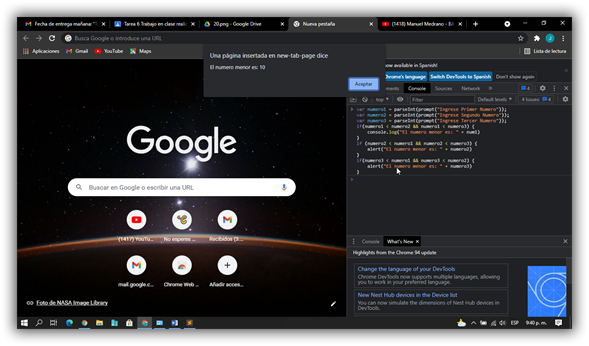 Fecha de entrega mañana: "T
Tarea 6 Trabajo en clase realiz
20.png - Google Drive
Nueva pestaña
(1418) Manuel Medrano - BA
Busca Google o introduce una URL
Aplicaciones
Gmail
YouTube
Maps
Lista de lectura
Una página insertada en new-tab-page dice
El numero menor es: 10
Aceptar
now available in Spanish!
Chrome's language
Switch DevTools to Spanish
Don't show again
ements
Console
Sources
Network
4
top
Filter
Default levels
4 Issues:
4
var numero1 = parseInt(prompt("Ingrese Primer Numero"));
var numero2 = parseInt(prompt("Ingrese Segundo Numero"));
var numero3 = parseInt(prompt("Ingrese Tercer Numero"));
if(numero1 < numero2 && numero1 < numero3) {
console.log("El numero menor es: " + num1)
}
if (numero2 < numero1 && numero2 < numero3) {
alert("El numero menor es: " + numero2)
}
if(numero3 < numero1 && numero3 < numero2) {
alert("El numero menor es: " + numero3)
}
Google
Buscar en Google o escribir una URL
(1417) YouTu...
No esperes ...
Recibidos (3...
mail.google.c...
Chrome Web ...
Añadir acces...
Foto de NASA Image Library
Console
What's New
Highlights from the Chrome 94 update
Change the language of your DevTools
Chrome DevTools now supports multiple languages, allowing
you to work in your preferred language.
New Nest Hub devices in the Device list
You can now simulate the dimensions of Nest Hub devices in
DevTools.
ESP
9:40 p. m.